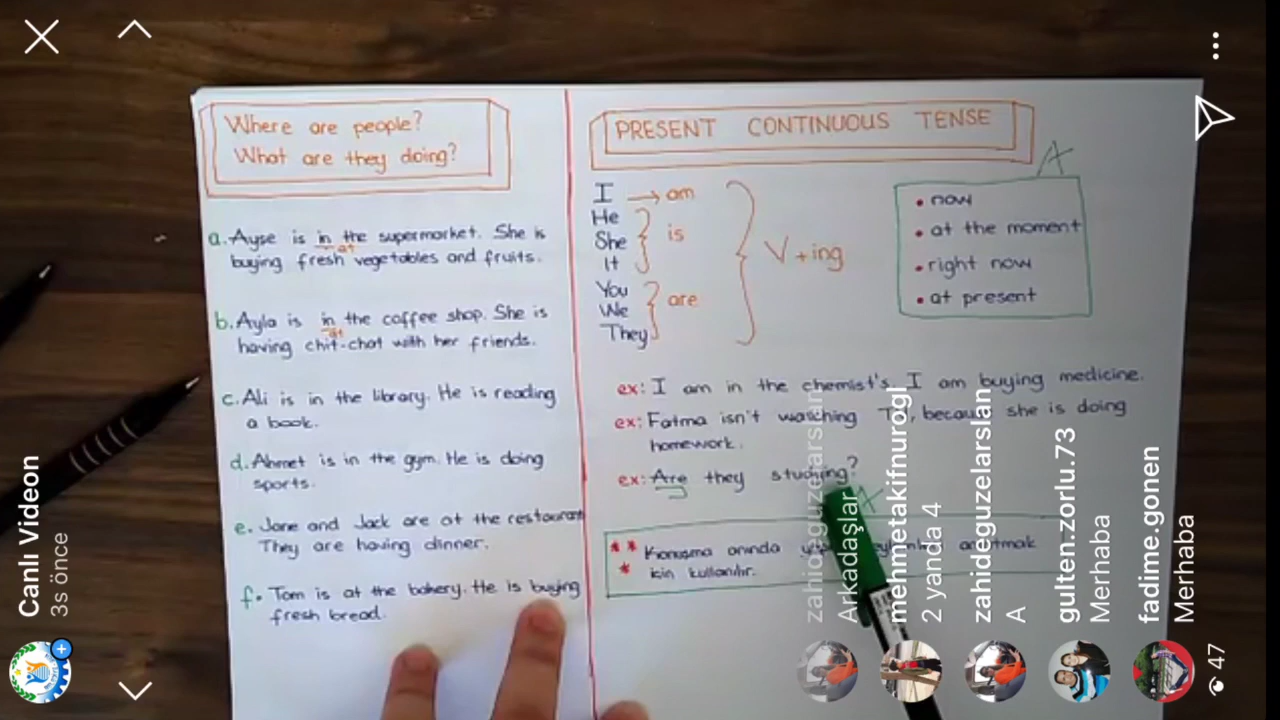 Where are people?
What are they doing?
a. Ayse is in the supermarket. She is
at
buying fresh vegetables and fruits.
b. Ayla is in the coffee shop. She is
at
having chit-chat with her friends.
c. Ali is in the library. He is reading
a book.
d. Ahmet is in the gym. He is doing
sports.
e. Jane and Jack are at the restaurant
They are having dinner.
f. Tom is at the bakery. He is buying
fresh bread.
PRESENT CONTINUOUS TENSE
I → am
He
She is
It
You
We are
They
V+ing
A
• now
• at the moment
• right now
• at present
ex: I am in the chemist's. I am buying medicine.
ex: Fatma isn't watching because she is doing
homework.
ex: Are they studying?
** Konuşma anında
* için kullanılır.
Canlı Videon
3s önce
zahideguzelarslan
Arkadaşlar
mehmetakifnurogl
2 yanda 4
zahideguzelarslan
A
gulten.zorlu.73
Merhaba
fadime.gonen
Merhaba
47